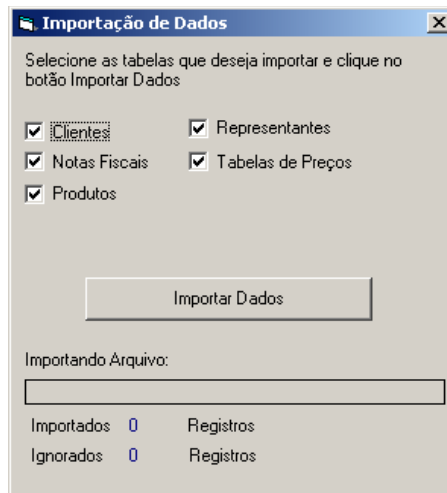 Importação de Dados
Selecione as tabelas que deseja importar e clique no
botão Importar Dados
Clientes Representantes
Notas Fiscais Tabelas de Preços
Produtos
Importar Dados
Importando Arquivo:
Importados 0 Registros
Ignorados 0 Registros